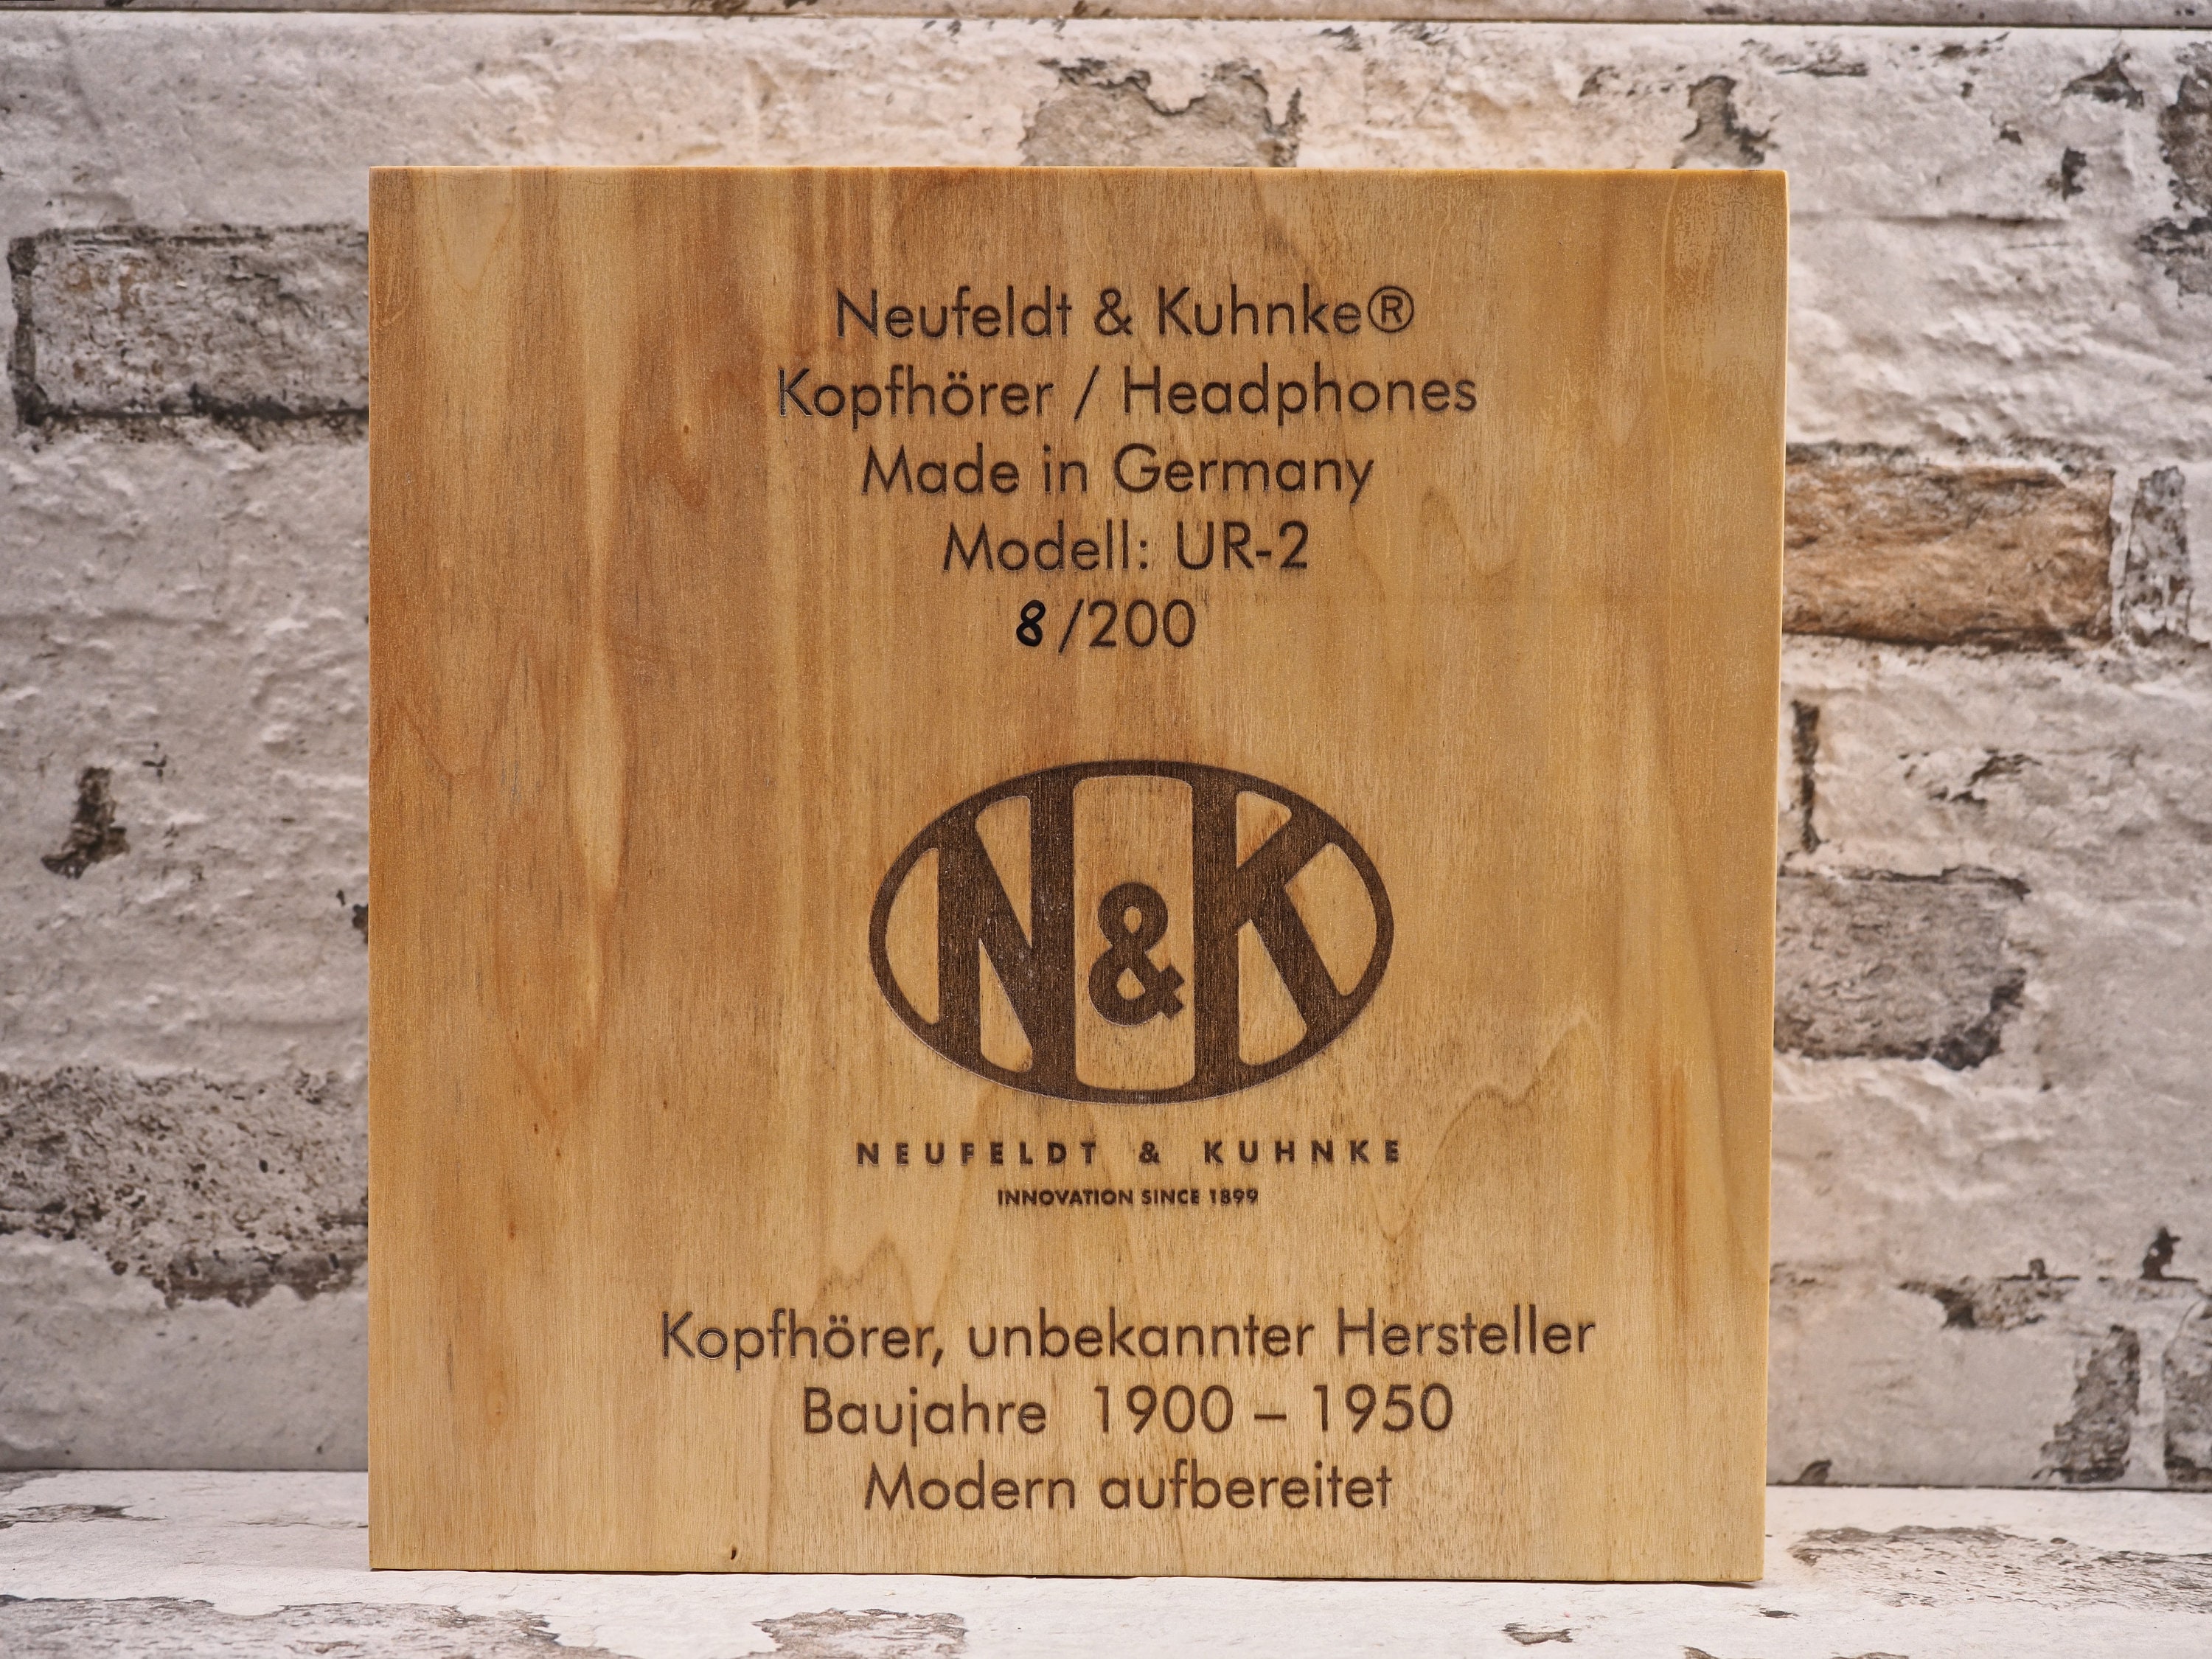 Neufeldt & Kuhnke®
Kopfhörer / Headphones
Made in Germany
Modell: UR-2
8/200
N&K
NEUFELDT & KUHNKE
INNOVATION SINCE 1899
Kopfhörer, unbekannter Hersteller
Baujahre 1900 – 1950
Modern aufbereitet